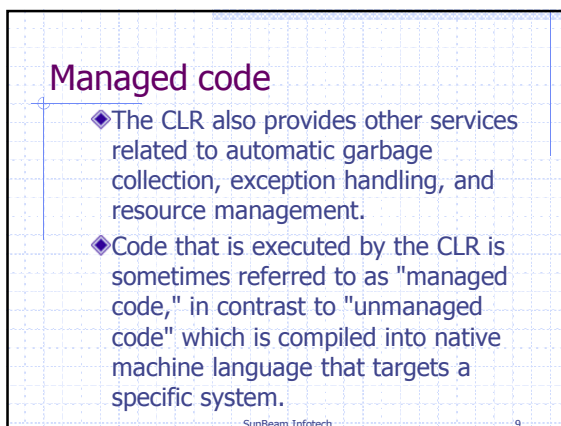 Managed code
The CLR also provides other services
related to automatic garbage
collection, exception handling, and
resource management.
Code that is executed by the CLR is
sometimes referred to as "managed
code," in contrast to "unmanaged
code" which is compiled into native
machine language that targets a
specific system.
SunBeam Infotech 9